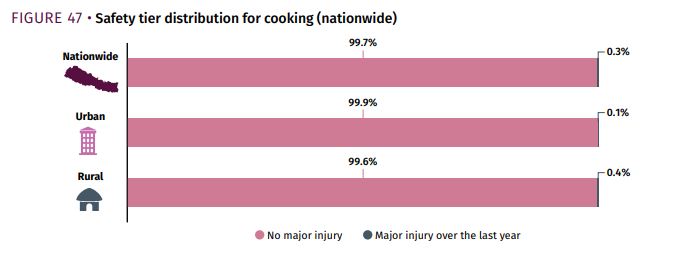 FIGURE 47 • Safety tier distribution for cooking (nationwide)
Nationwide
99.7%
0.3%
Urban
99.9%
0.1%
Rural
99.6%
0.4%
No major injury
Major injury over the last year